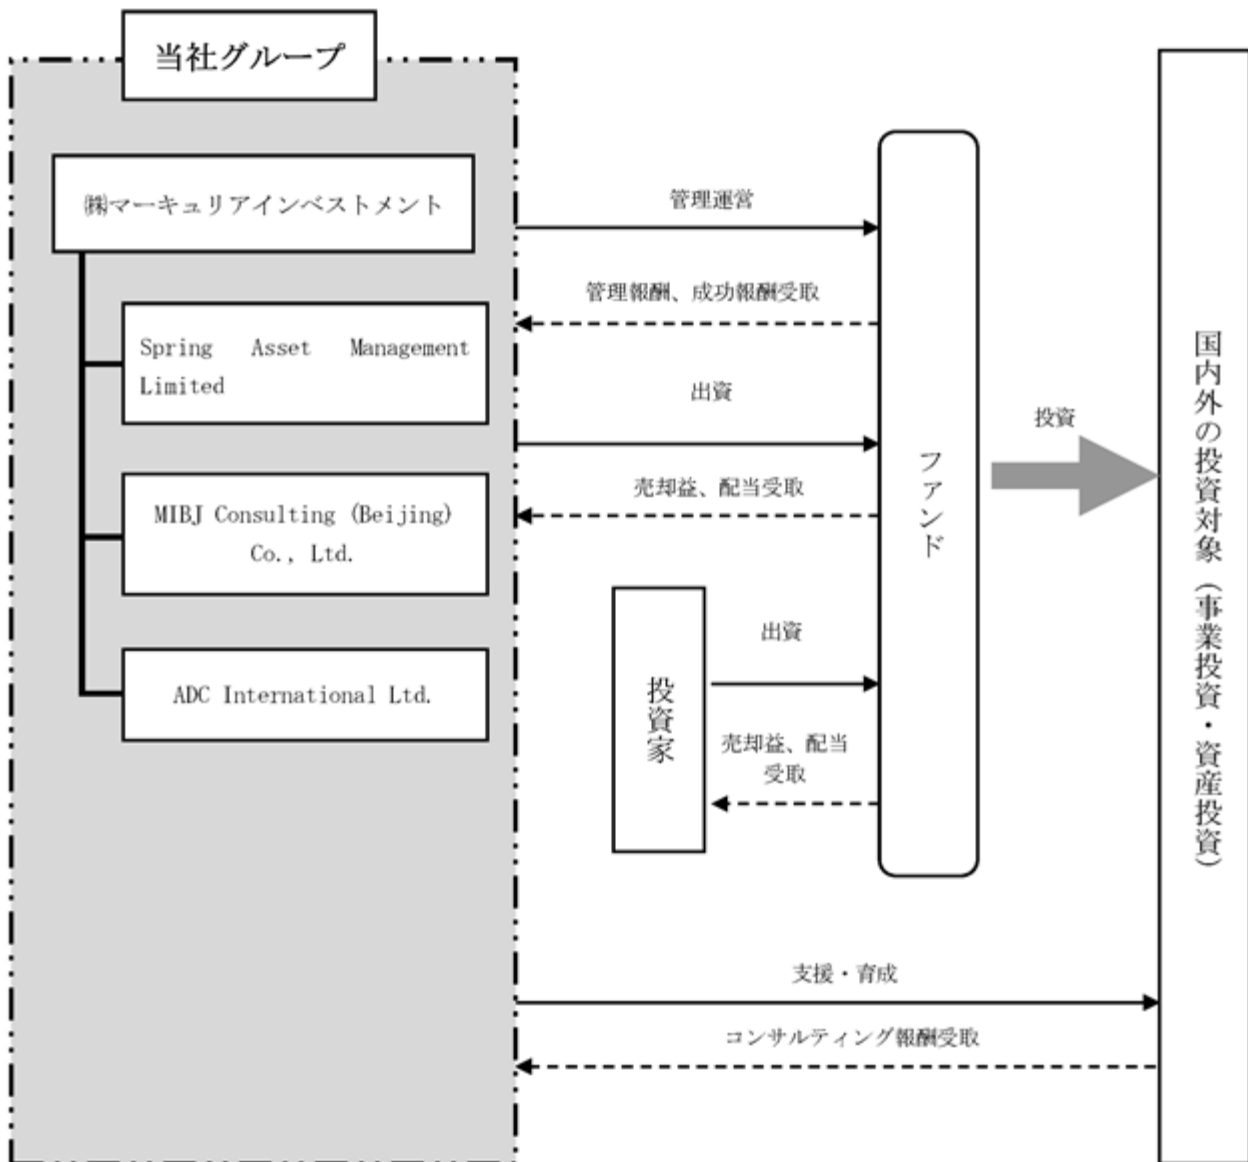 当社グループ
㈱マーキュリアインベストメント
Spring Asset Management
Limited
MIBJ Consulting (Beijing)
Co., Ltd.
ADC International Ltd.
管理運営
管理報酬、成功報酬受取
出資
売却益、配当受取
投資家
出資
売却益、配当
受取
ファンド
投資
国内外の投資対象（事業投資・資産投資）
支援・育成
コンサルティング報酬受取